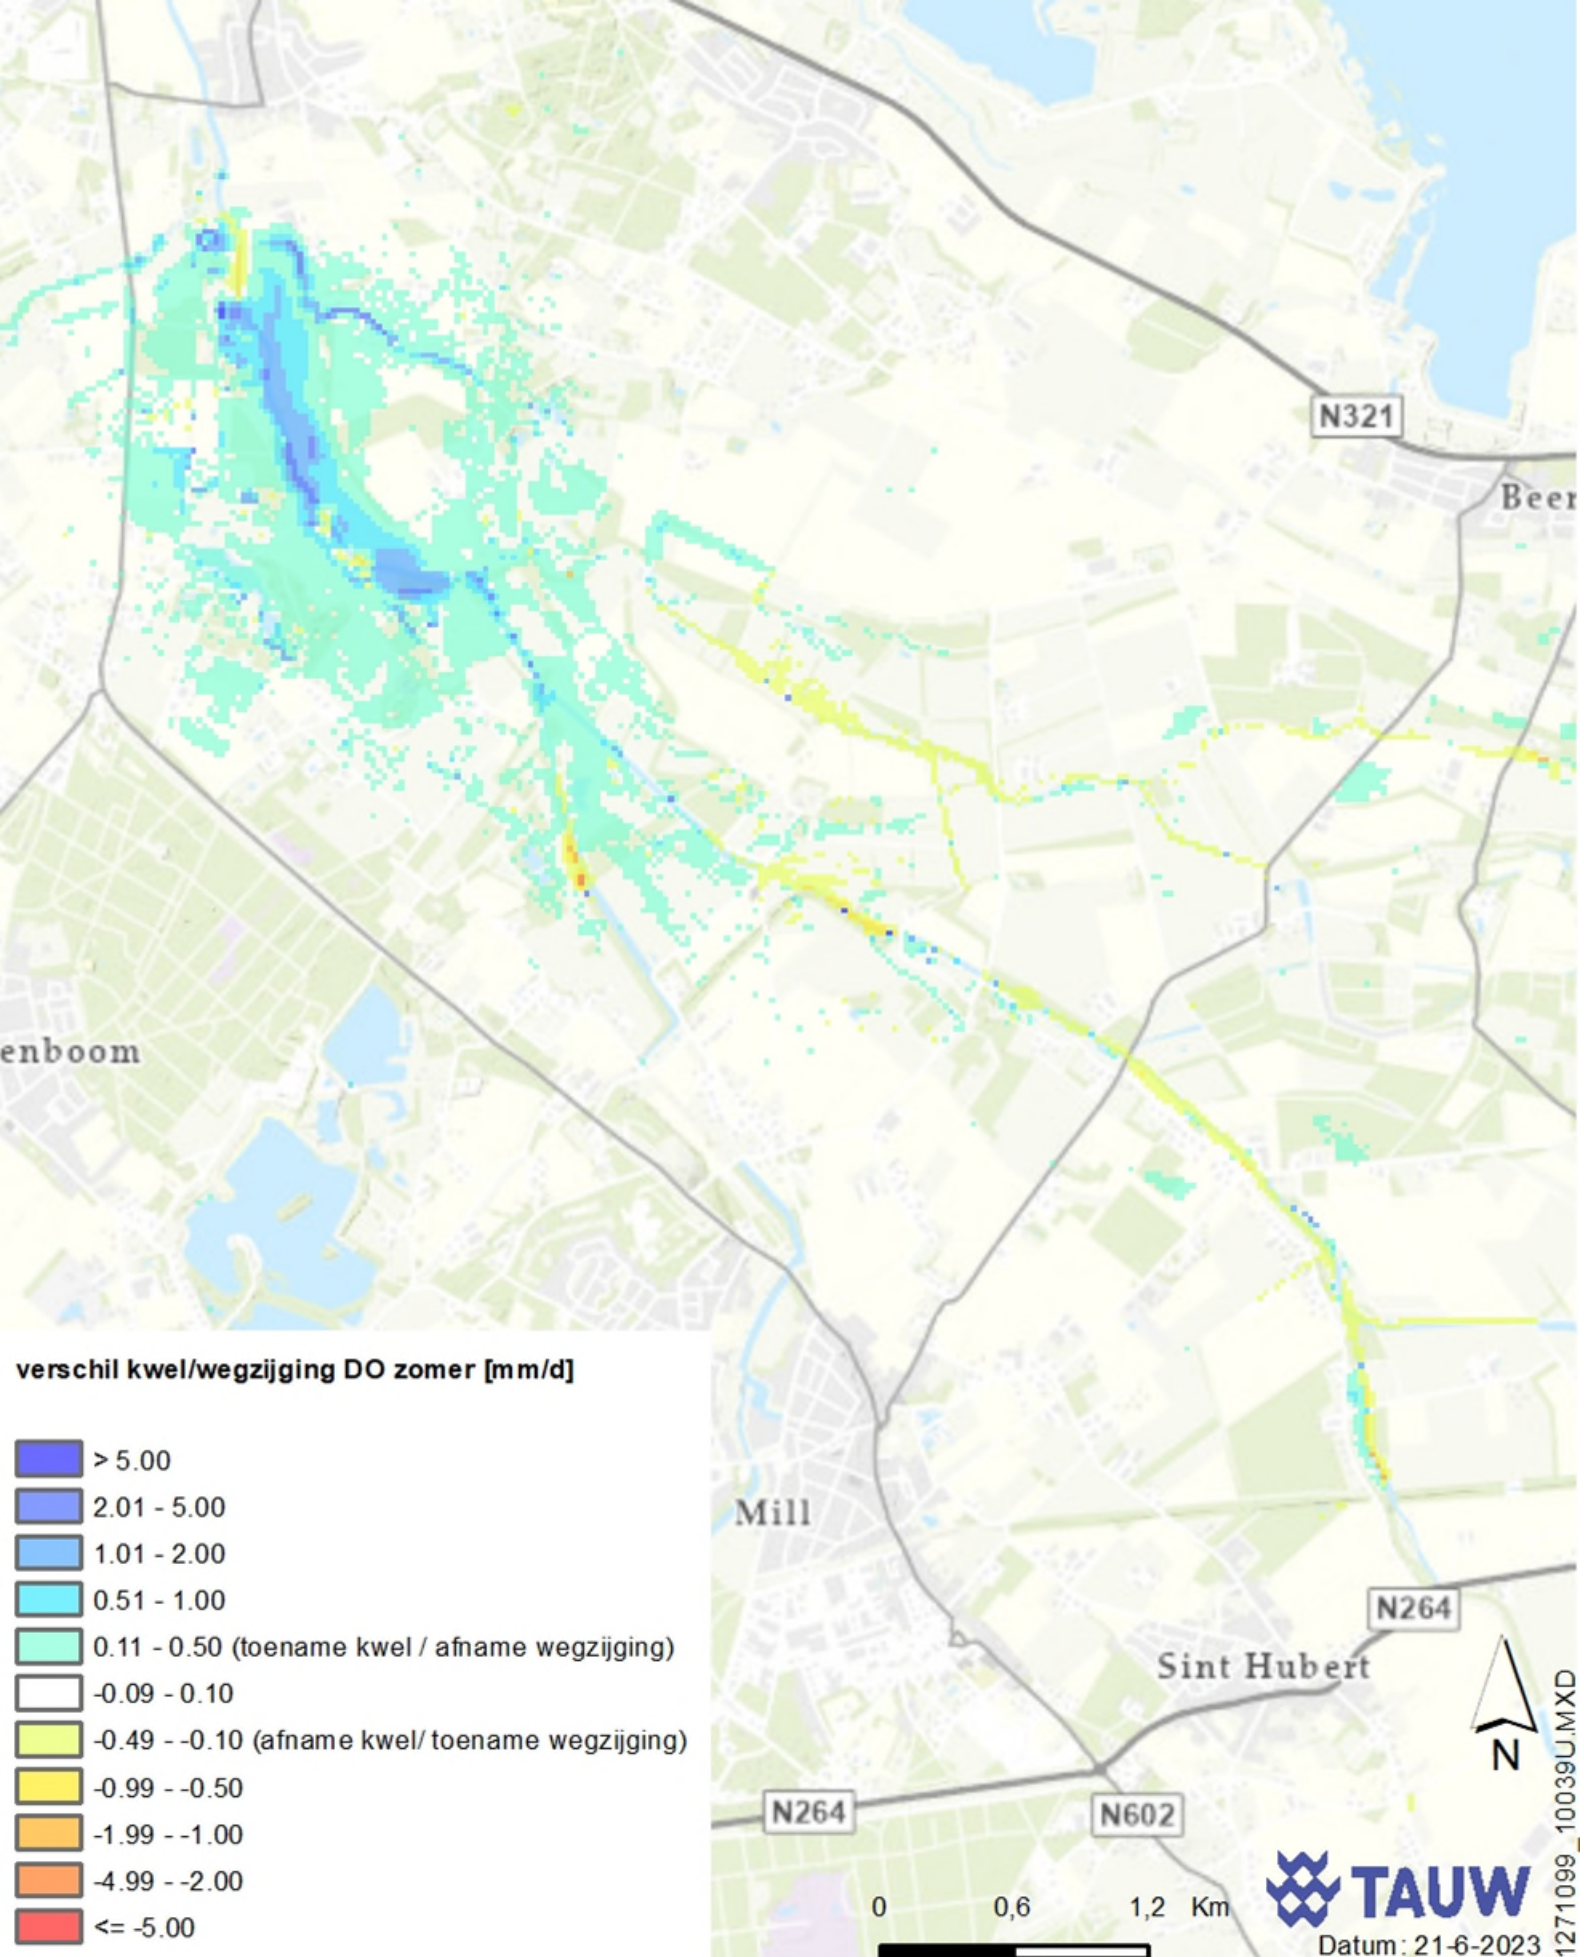 N321
Beer
enboom
verschil kwel/wegzijging DO zomer [mm/d]
> 5.00
2.01 - 5.00
1.01 - 2.00
0.51 - 1.00
0.11 - 0.50 (toename kwel / afname wegzijging)
-0.09 - 0.10
-0.49 - -0.10 (afname kwel/ toename wegzijging)
-0.99 - -0.50
-1.99 - -1.00
-4.99 - -2.00
<= -5.00
Mill
N264
Sint Hubert
N264
N602
N
0 0,6 1,2 Km
TAUW
Datum: 21-6-2023
1271099_10039U.MXD